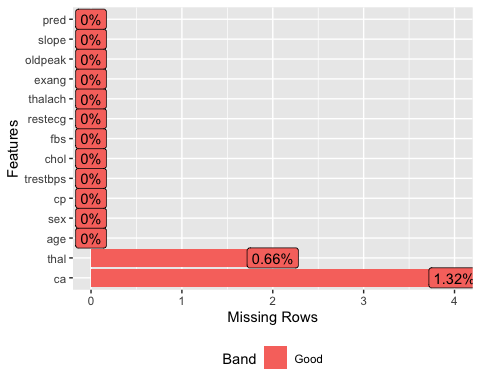 Features
pred 0%
slope 0%
oldpeak 0%
exang 0%
thalach 0%
restecg 0%
fbs 0%
chol 0%
trestbps 0%
cp 0%
sex 0%
age 0%
thal 0.66%
ca 1.32%
0 1 2 3 4
Missing Rows
Band Good